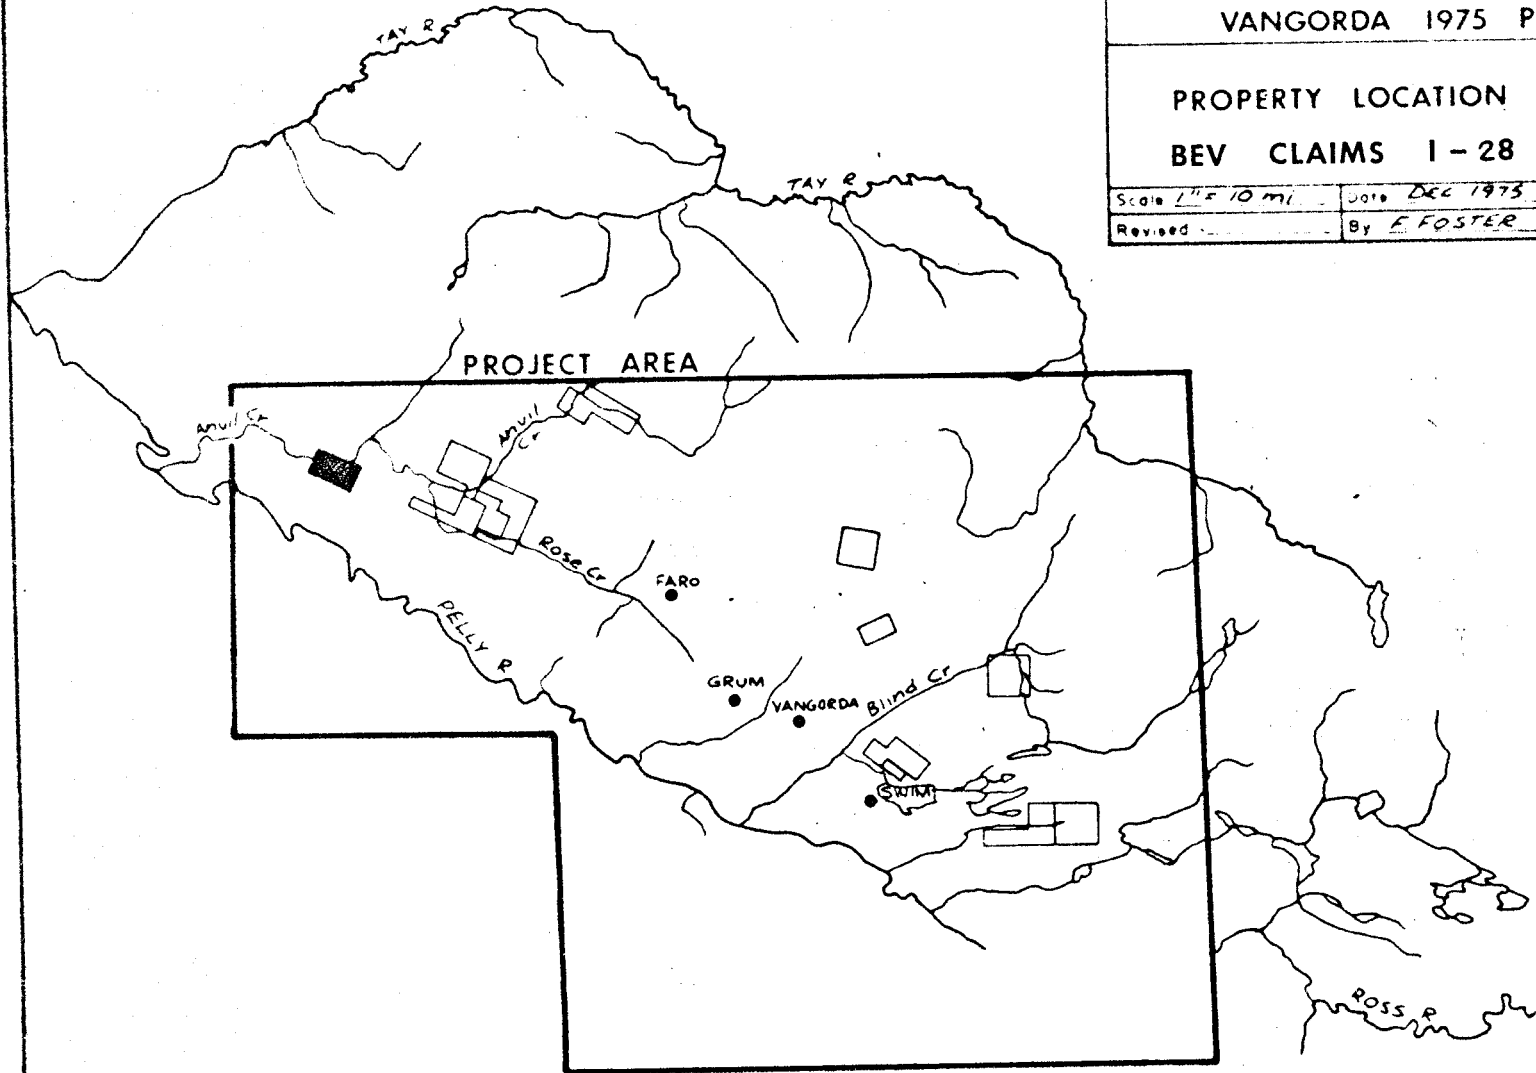 VANGORDA 1975 P
PROPERTY LOCATION
BEV CLAIMS 1-28
Scale 1" = 10 mi. Date DEC 1975
Revised By F FOSTER
TAY R
TAY R
PROJECT AREA
Anvil Cr
Anvil
Cr
Rose Cr
FARO
PELLY R
GRUM
VANGORDA
Blind Cr
SWIM
ROSS R